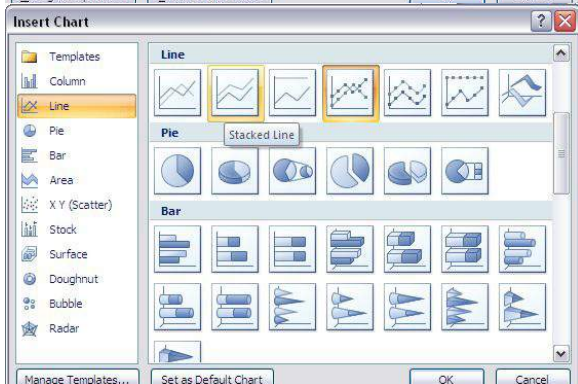 Insert Chart
?
X
Templates
Column
Line
Pie
Bar
Area
X Y (Scatter)
Stock
Surface
Doughnut
Bubble
Radar
Line
Stacked Line
Pie
Bar
Manage Templates...
Set as Default Chart
OK
Cancel